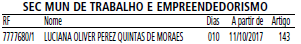 SEC MUN DE TRABALHO E EMPREENDEDORISMO
RF Nome Dias A partir de Artigo
7777680/1 LUCIANA OLIVER PEREZ QUINTAS DE MORAES 010 11/10/2017 143